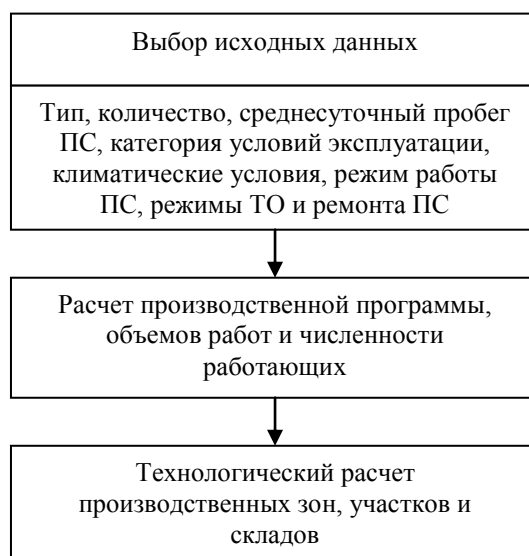 Выбор исходных данных
Тип, количество, среднесуточный пробег
ПС, категория условий эксплуатации,
климатические условия, режим работы
ПС, режимы ТО и ремонта ПС
Расчет производственной программы,
объемов работ и численности
работающих
Технологический расчет
производственных зон, участков и
складов